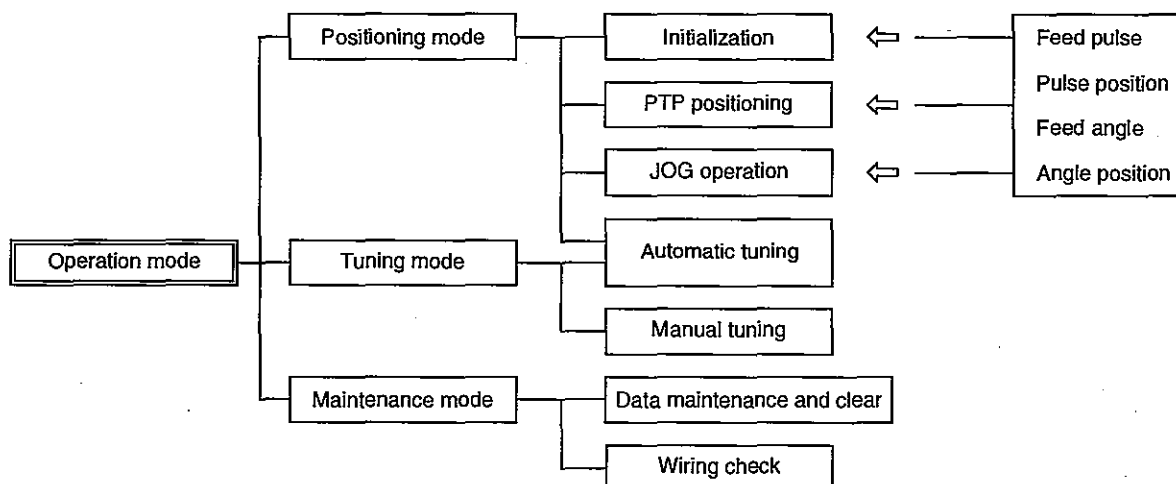 Positioning mode
Initialization
Feed pulse
Pulse position
PTP positioning
Feed angle
JOG operation
Angle position
Operation mode
Tuning mode
Automatic tuning
Manual tuning
Maintenance mode
Data maintenance and clear
Wiring check